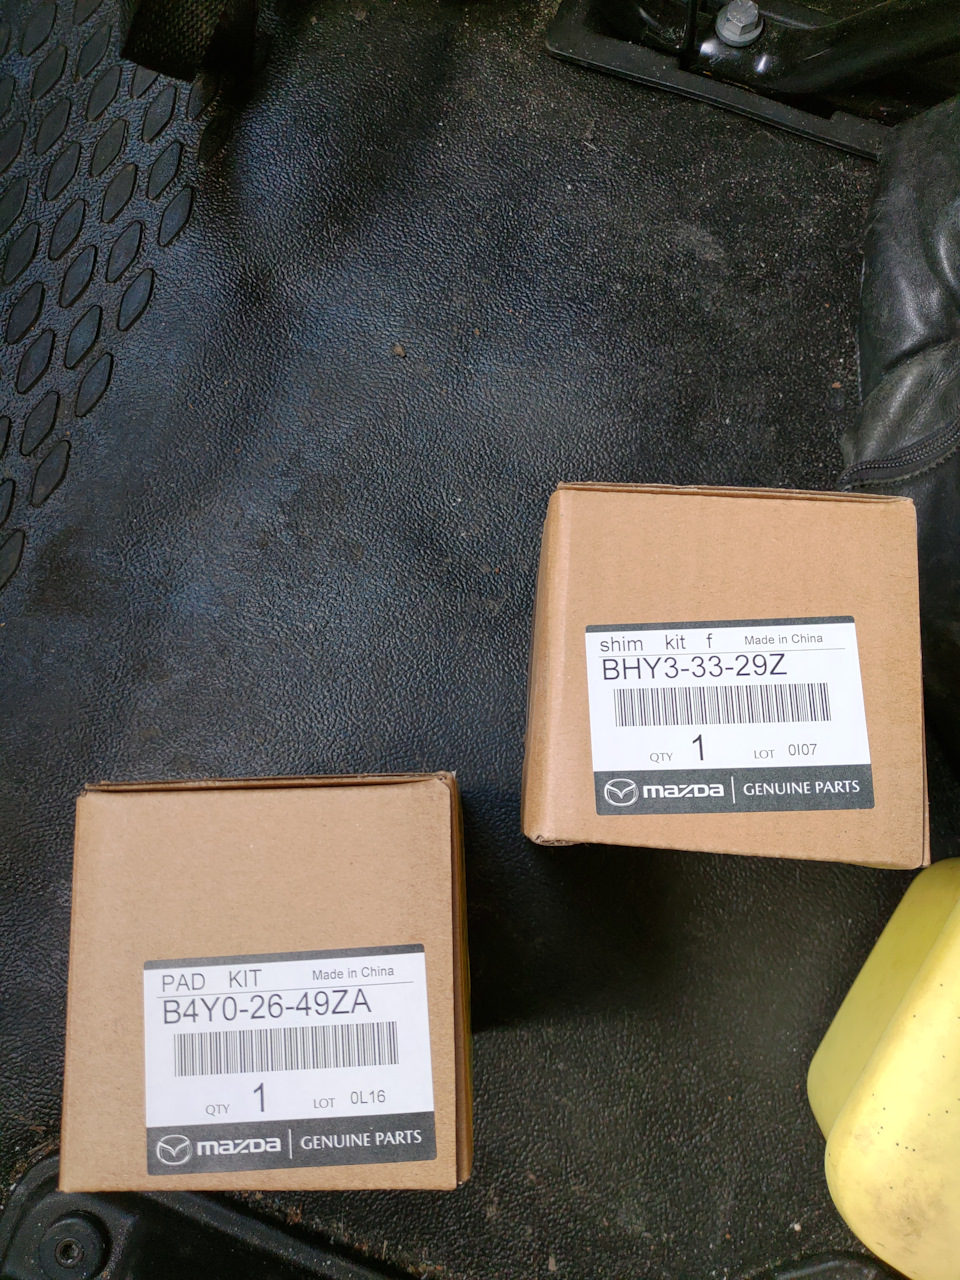 shim kit f Made in China
BHY3-33-29Z
QTY 1 LOT 0I07
mazda GENUINE PARTS
PAD KIT Made in China
B4Y0-26-49ZA
QTY 1 LOT 0L16
mazda GENUINE PARTS